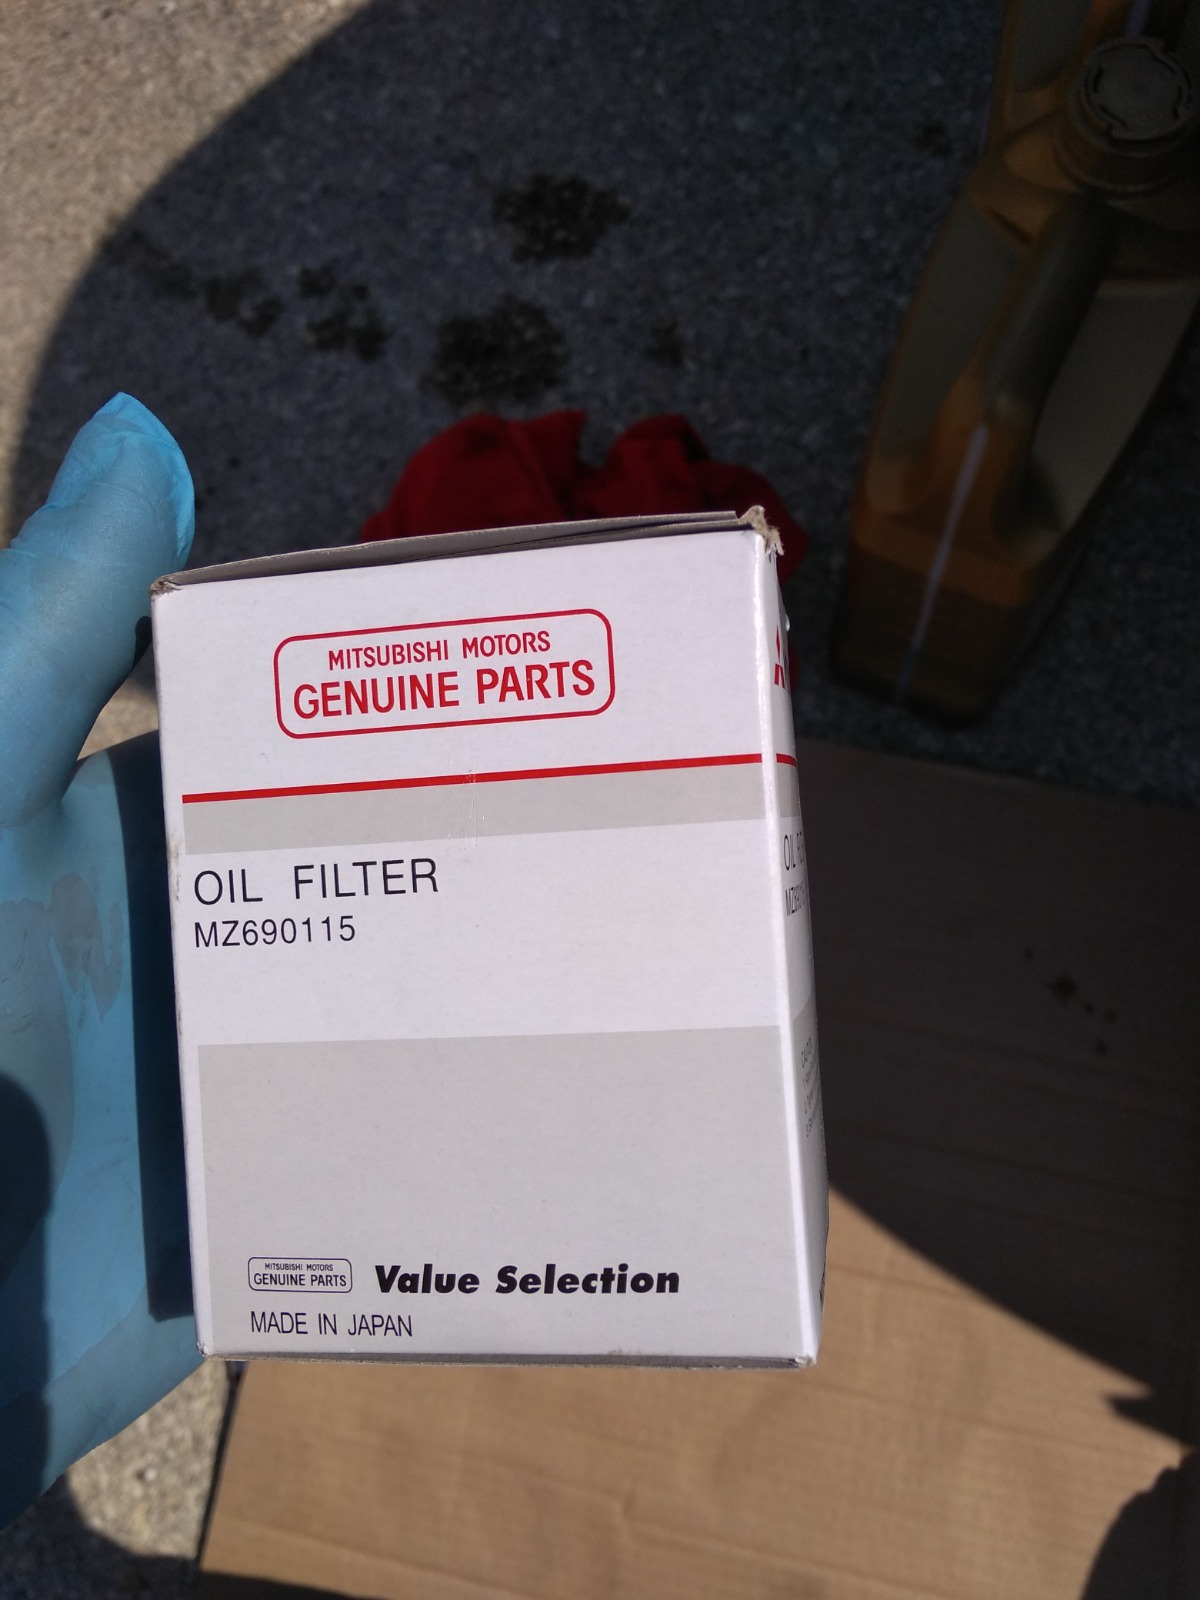 MITSUBISHI MOTORS
GENUINE PARTS
OIL FILTER
MZ690115
MITSUBISHI MOTORS
GENUINE PARTS
Value Selection
MADE IN JAPAN